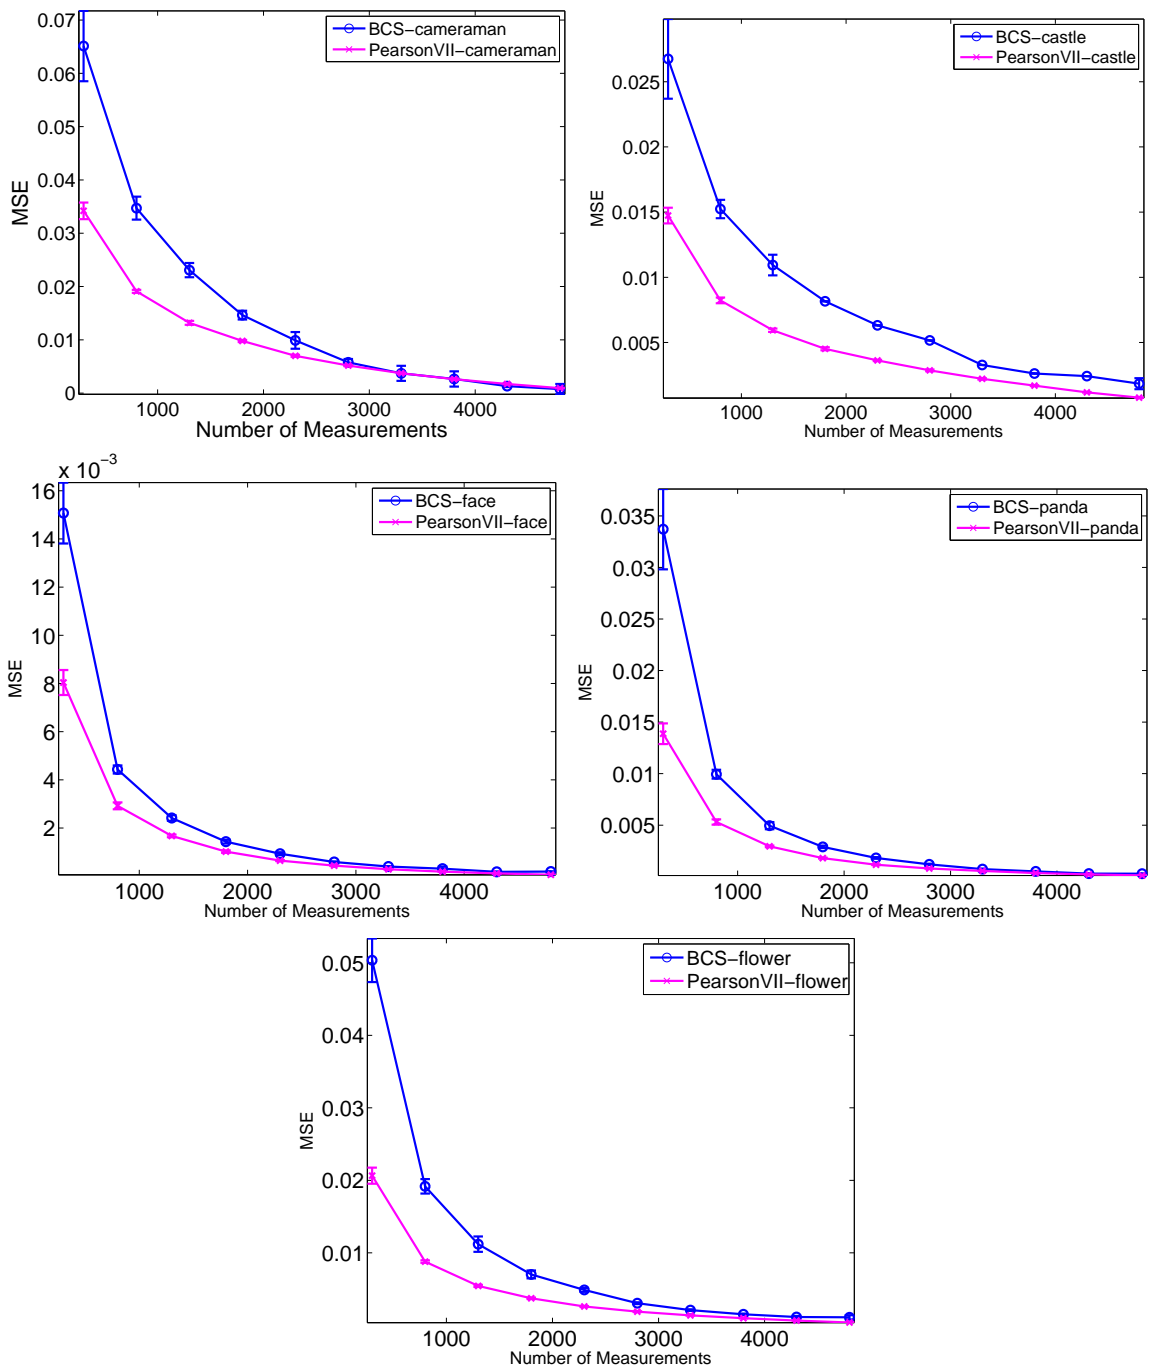 BCS−cameraman
PearsonVII−cameraman
0.07
0.06
0.05
0.04
0.03
0.02
0.01
0
MSE
1000 2000 3000 4000
Number of Measurements
BCS−castle
PearsonVII−castle
0.025
0.02
0.015
0.01
0.005
MSE
1000 2000 3000 4000
Number of Measurements
x 10−3
BCS−face
PearsonVII−face
16
14
12
10
8
6
4
2
MSE
1000 2000 3000 4000
Number of Measurements
BCS−panda
PearsonVII−panda
0.035
0.03
0.025
0.02
0.015
0.01
0.005
MSE
1000 2000 3000 4000
Number of Measurements
BCS−flower
PearsonVII−flower
0.05
0.04
0.03
0.02
0.01
MSE
1000 2000 3000 4000
Number of Measurements